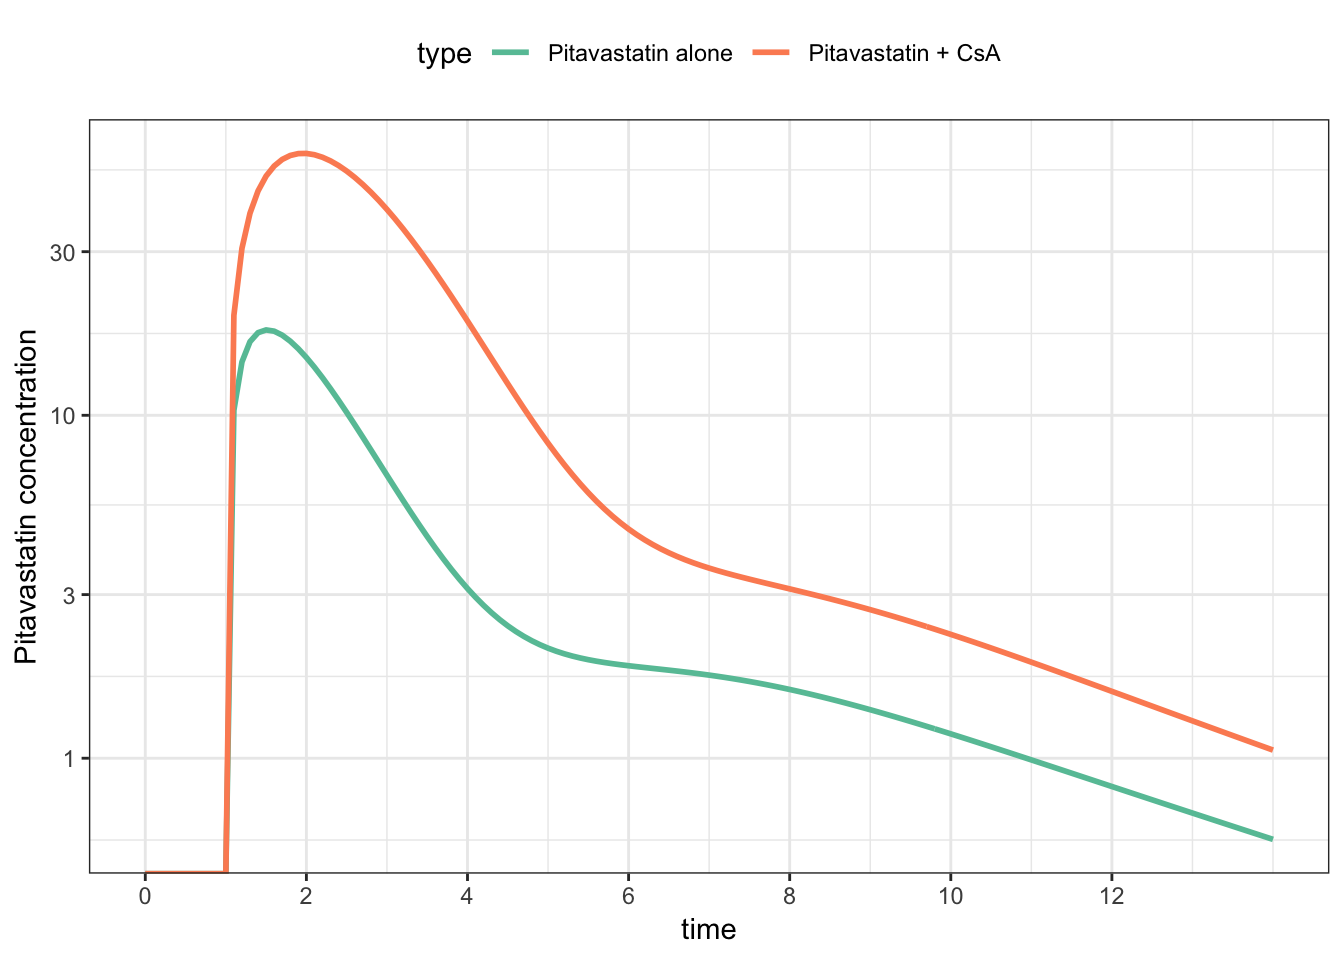 type Pitavastatin alone Pitavastatin + CsA
Pitavastatin concentration
30
10
3
1
0 2 4 6 8 10 12
time